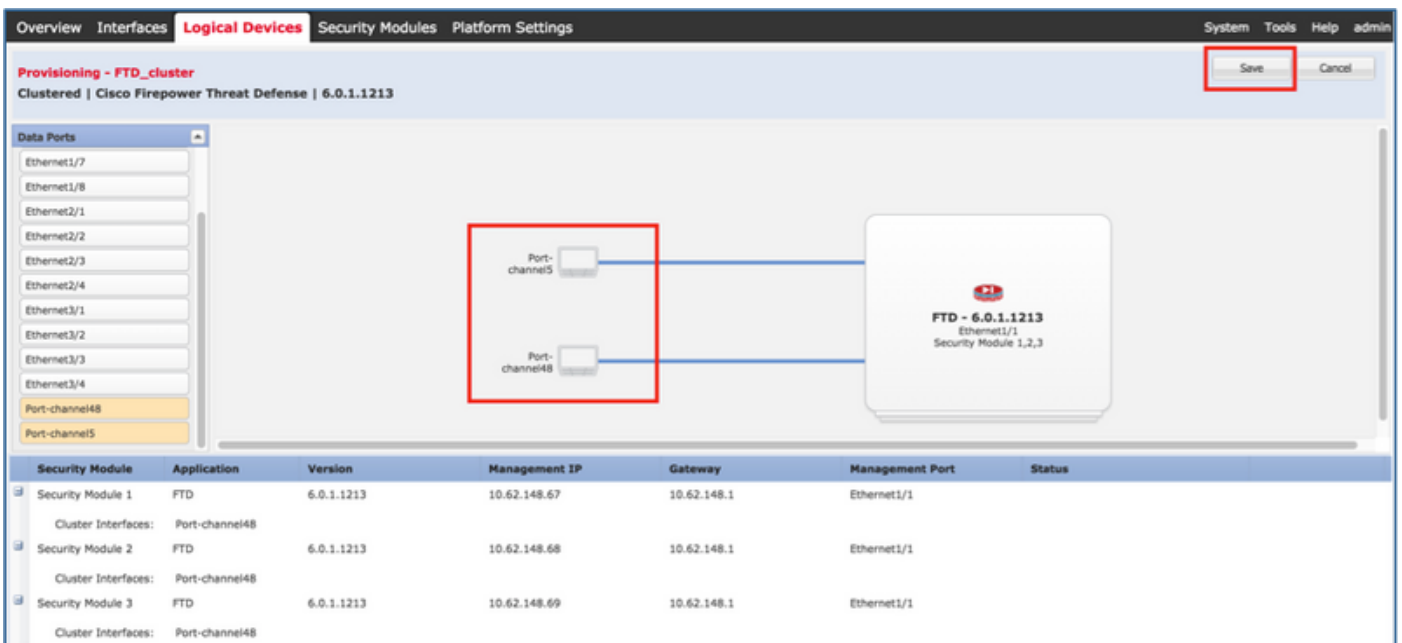 Overview Interfaces Logical Devices Security Modules Platform Settings System Tools Help admin
Provisioning - FTD_cluster
Save Cancel
Clustered | Cisco Firepower Threat Defense | 6.0.1.1213
Data Ports
Ethernet1/7
Ethernet1/8
Ethernet2/1
Ethernet2/2
Ethernet2/3
Ethernet2/4
Ethernet3/1
Ethernet3/2
Ethernet3/3
Ethernet3/4
Port-channel48
Port-channel5
Port-
channel5
Port-
channel48
FTD - 6.0.1.1213
Ethernet1/1
Security Module 1,2,3
Security Module Application Version Management IP Gateway Management Port Status
Security Module 1 FTD 6.0.1.1213 10.62.148.67 10.62.148.1 Ethernet1/1
Cluster Interfaces: Port-channel48
Security Module 2 FTD 6.0.1.1213 10.62.148.68 10.62.148.1 Ethernet1/1
Cluster Interfaces: Port-channel48
Security Module 3 FTD 6.0.1.1213 10.62.148.69 10.62.148.1 Ethernet1/1
Cluster Interfaces: Port-channel48